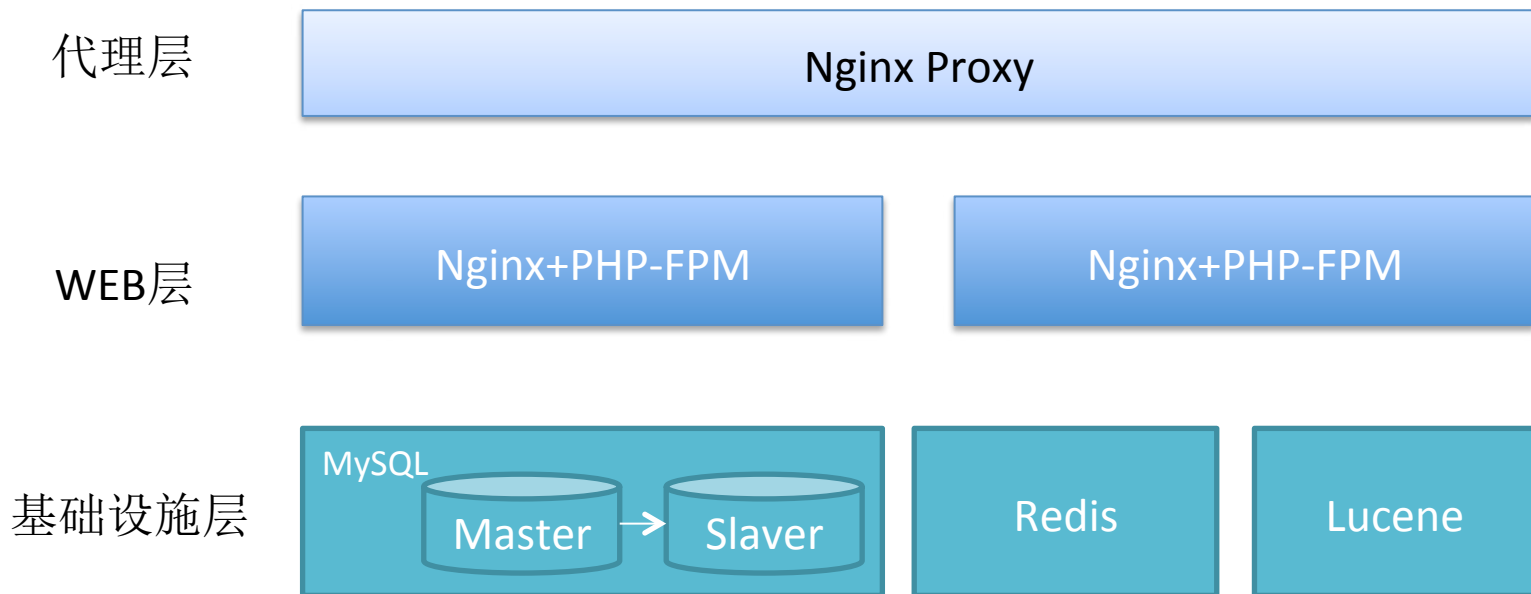 代理层
Nginx Proxy
WEB层
Nginx+PHP-FPM
Nginx+PHP-FPM
基础设施层
MySQL
Master
Slaver
Redis
Lucene